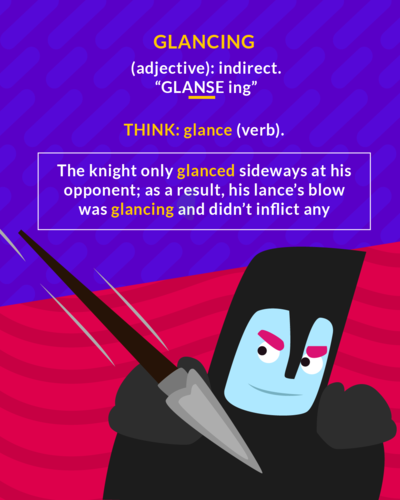 GLANCING
(adjective): indirect.
“GLANSE ing”
THINK: glance (verb).
The knight only glanced sideways at his
opponent; as a result, his lance’s blow
was glancing and didn’t inflict any